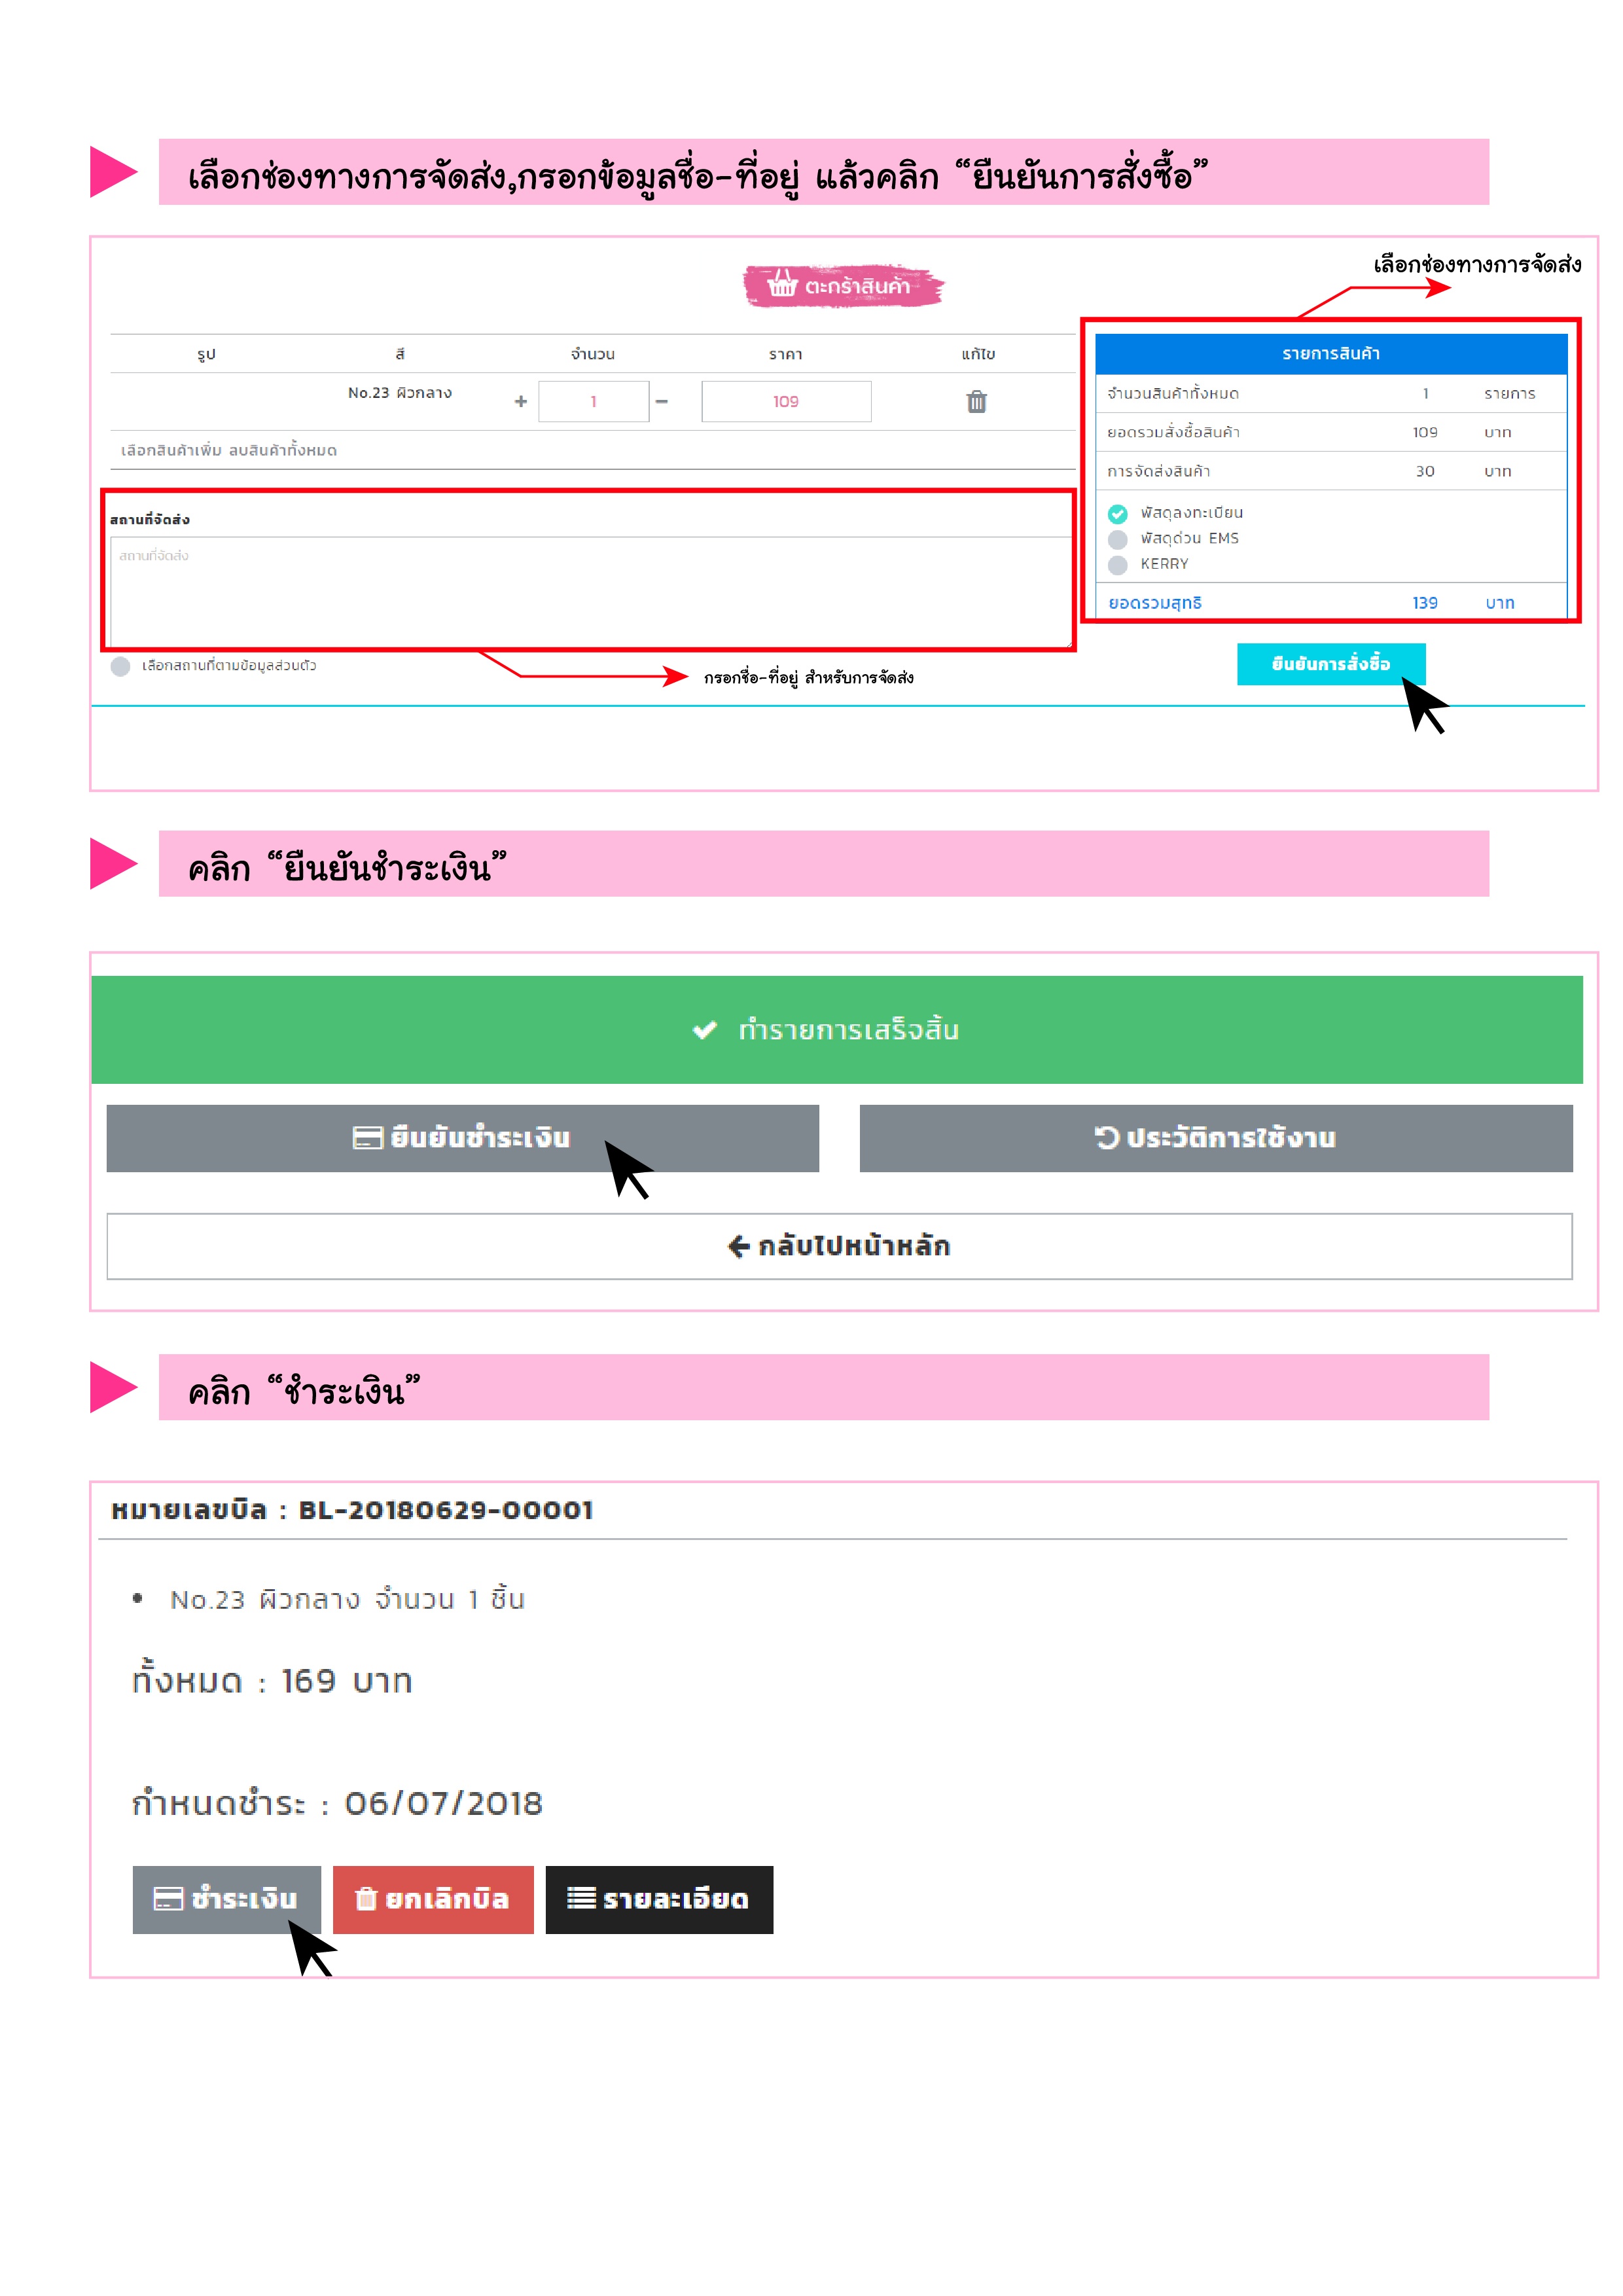 เลือกช่องทางการจัดส่ง,กรอกข้อมูลชื่อ-ที่อยู่ แล้วคลิก “ยืนยันการสั่งซื้อ”
เลือกช่องทางการจัดส่ง
ตะกร้าสินค้า
รูป สี จำนวน ราคา แก้ไข
No.23 ผิวกลาง + 1 - 109
เลือกสินค้าเพิ่ม ลบสินค้าทั้งหมด
สถานที่จัดส่ง
สถานที่จัดส่ง
เลือกสถานที่ตามข้อมูลส่วนตัว
กรอกชื่อ-ที่อยู่ สำหรับการจัดส่ง
รายการสินค้า
จำนวนสินค้าทั้งหมด 1 รายการ
ยอดรวมสั่งซื้อสินค้า 109 บาท
การจัดส่งสินค้า 30 บาท
พัสดุลงทะเบียน
พัสดุด่วน EMS
KERRY
ยอดรวมสุทธิ 139 บาท
ยืนยันการสั่งซื้อ
คลิก “ยืนยันชำระเงิน”
ทำรายการเสร็จสิ้น
ยืนยันชำระเงิน ประวัติการใช้งาน
กลับไปหน้าหลัก
คลิก “ชำระเงิน”
หมายเลขบิล : BL-20180629-00001
• No.23 ผิวกลาง จำนวน 1 ชิ้น
ทั้งหมด : 169 บาท
กำหนดชำระ : 06/07/2018
ชำระเงิน ยกเลิกบิล รายละเอียด